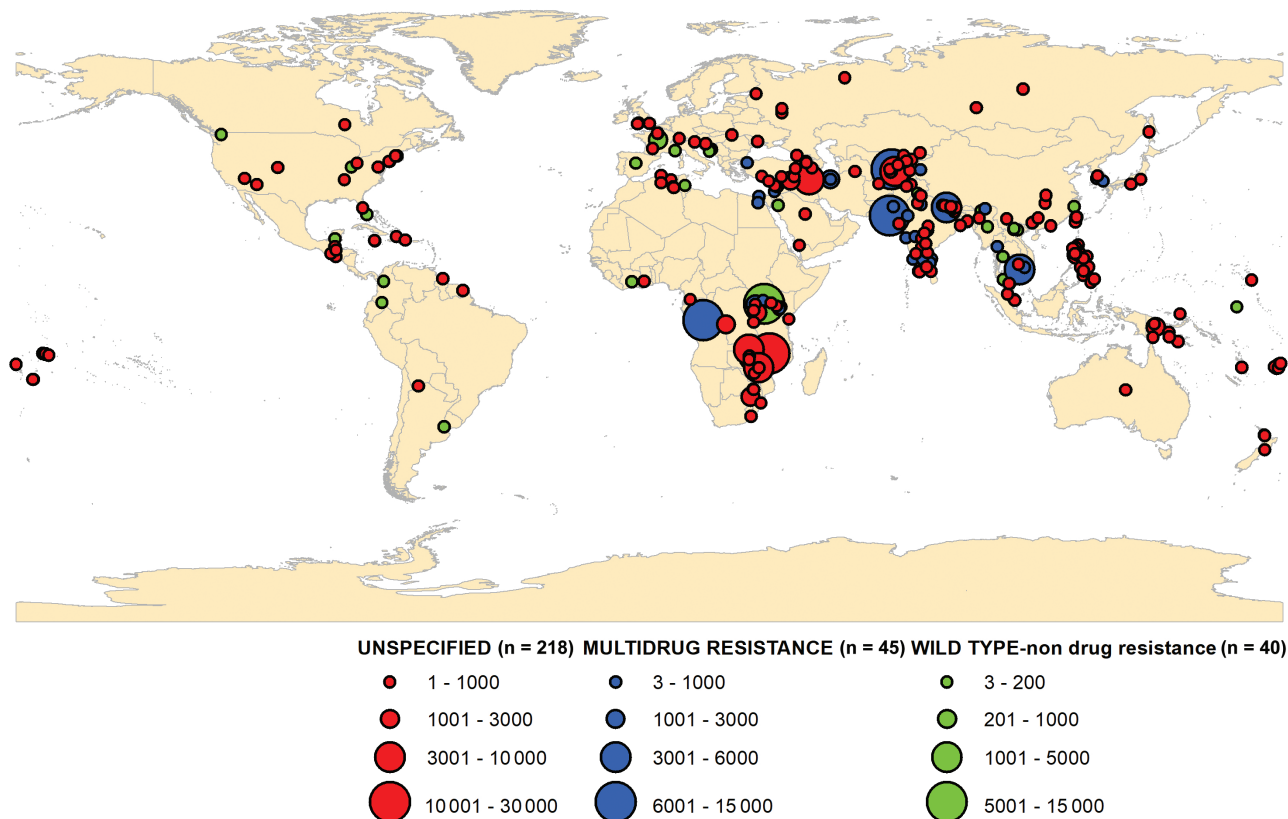 UNSPECIFIED (n = 218) MULTIDRUG RESISTANCE (n = 45) WILD TYPE-non drug resistance (n = 40)
1 - 1000 3 - 1000 3 - 200
1001 - 3000 1001 - 3000 201 - 1000
3001 - 10 000 3001 - 6000 1001 - 5000
10 001 - 30 000 6001 - 15 000 5001 - 15 000